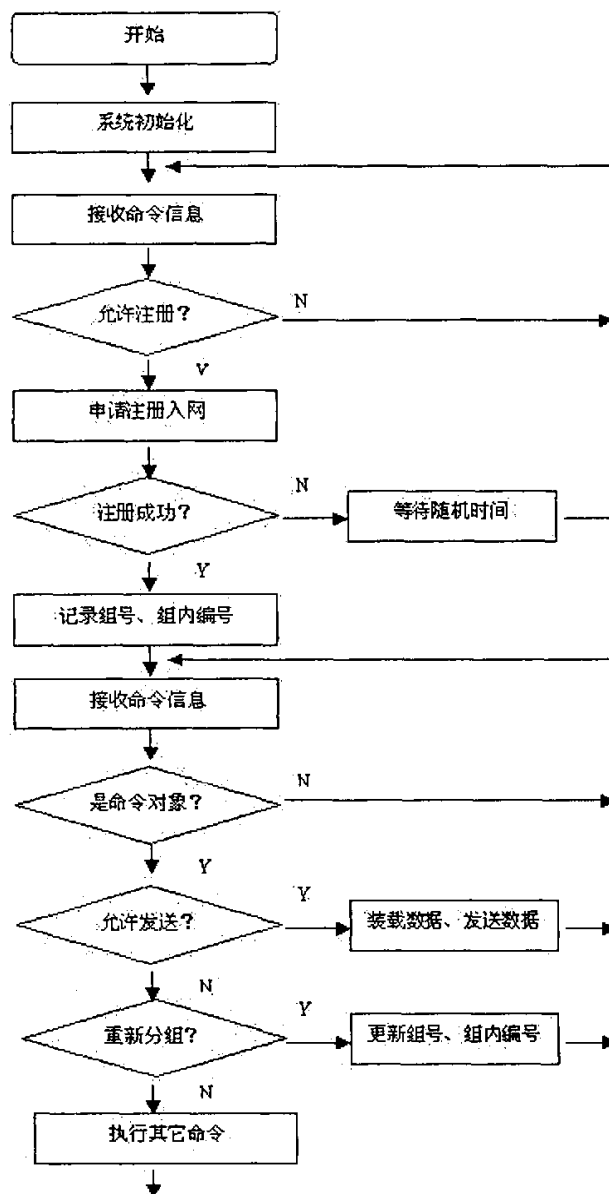 开始
系统初始化
接收命令信息
允许注册？
N
Y
申请注册入网
注册成功？
N
等待随机时间
Y
记录组号、组内编号
接收命令信息
是命令对象？
N
Y
允许发送？
Y
装载数据、发送数据
N
重新分组？
Y
更新组号、组内编号
N
执行其它命令